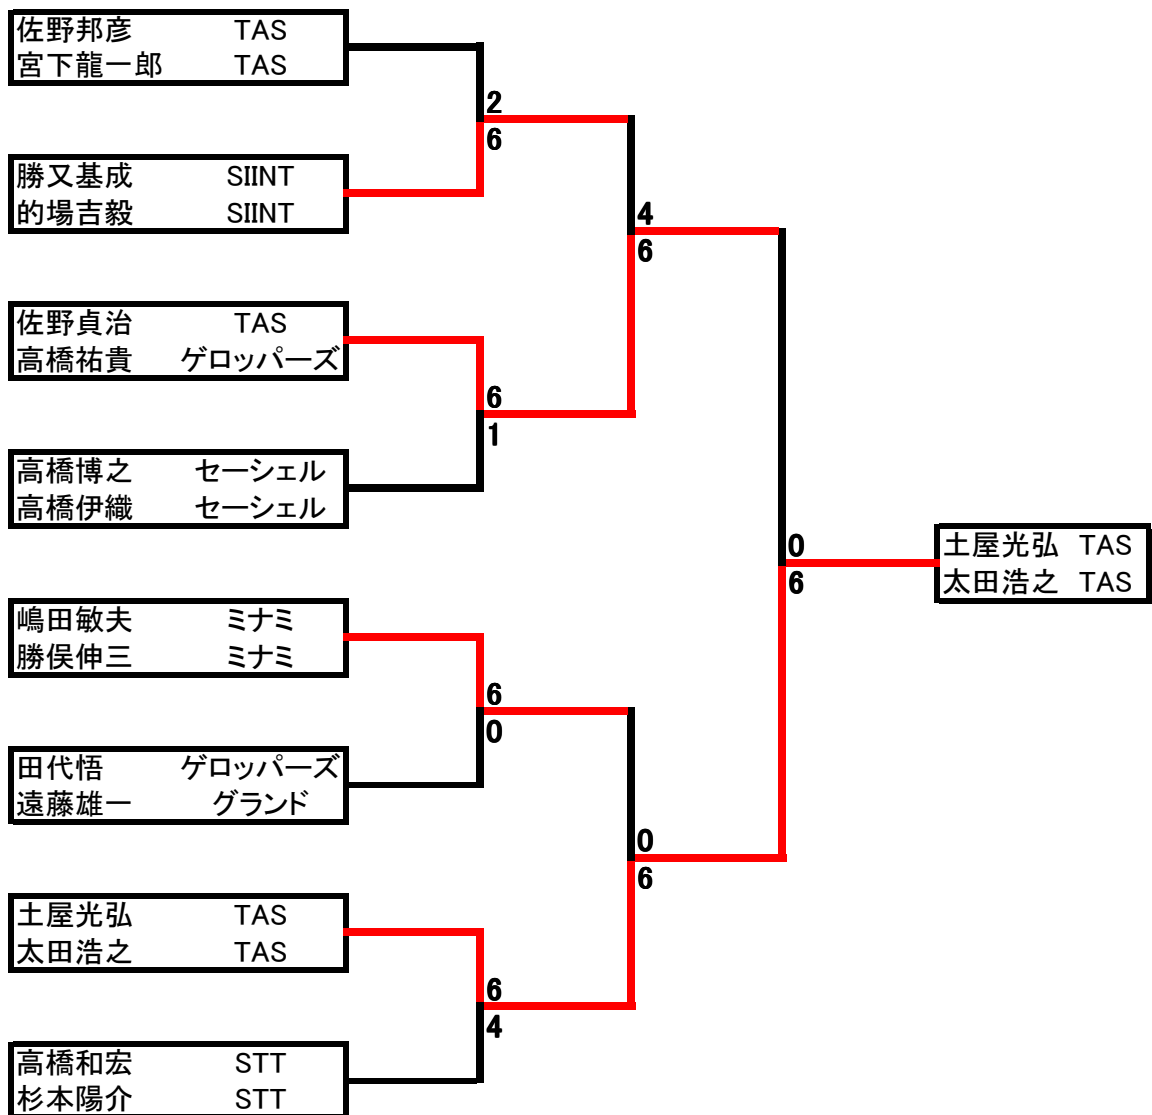 佐野邦彦 TAS
宮下龍一郎 TAS
2
6
勝又基成 SIINT
的場吉毅 SIINT
4
6
佐野貞治 TAS
高橋祐貴 ゲロッパーズ
6
1
高橋博之 セーシェル
高橋伊織 セーシェル
0
6
土屋光弘 TAS
太田浩之 TAS
嶋田敏夫 ミナミ
勝俣伸三 ミナミ
6
0
田代悟 ゲロッパーズ
遠藤雄一 グランド
0
6
土屋光弘 TAS
太田浩之 TAS
6
4
高橋和宏 STT
杉本陽介 STT